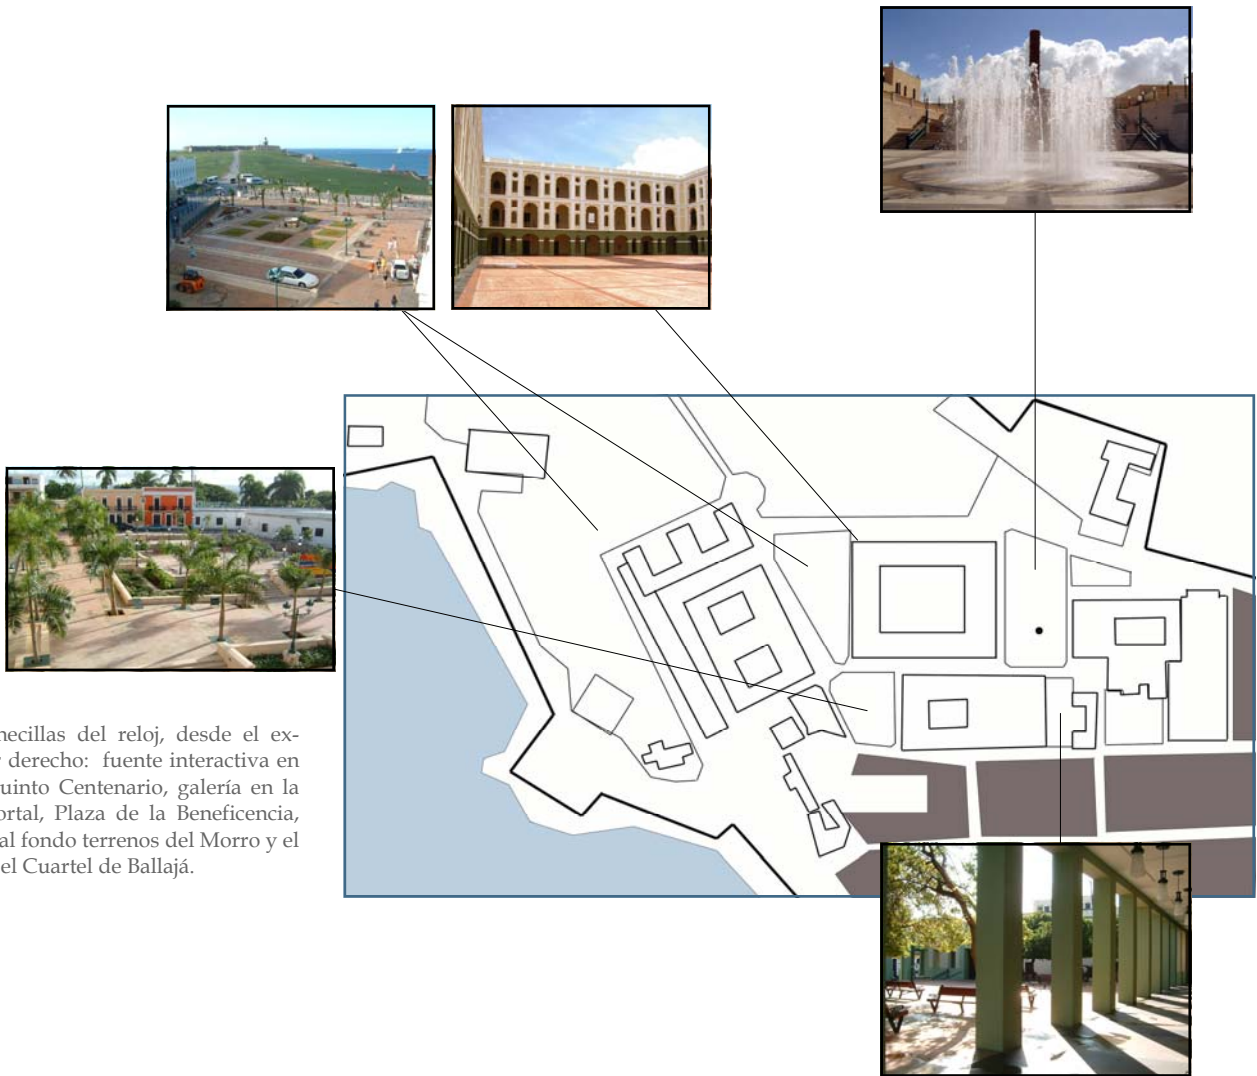 necillas del reloj, desde el ex-
derecho: fuente interactiva en
uinto Centenario, galería en la
ortal, Plaza de la Beneficencia,
al fondo terrenos del Morro y el
el Cuartel de Ballajá.